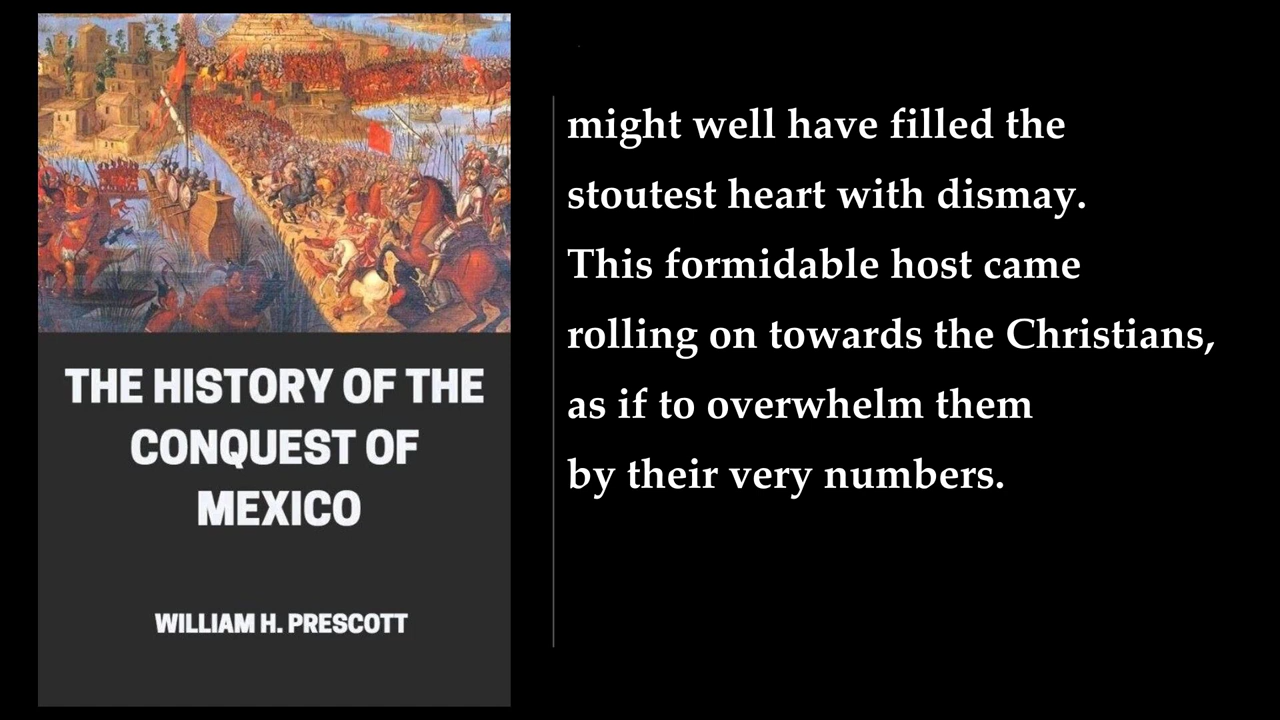 THE HISTORY OF THE
CONQUEST OF
MEXICO
WILLIAM H. PRESCOTT
might well have filled the
stoutest heart with dismay.
This formidable host came
rolling on towards the Christians,
as if to overwhelm them
by their very numbers.